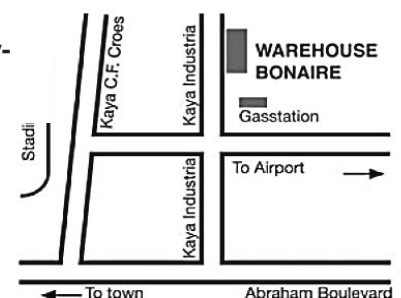 Kaya C.F. Croes
Kaya Industria
WAREHOUSE
BONAIRE
Gasstation
Stadi
To Airport
Kaya Industria
To town
Abraham Boulevard